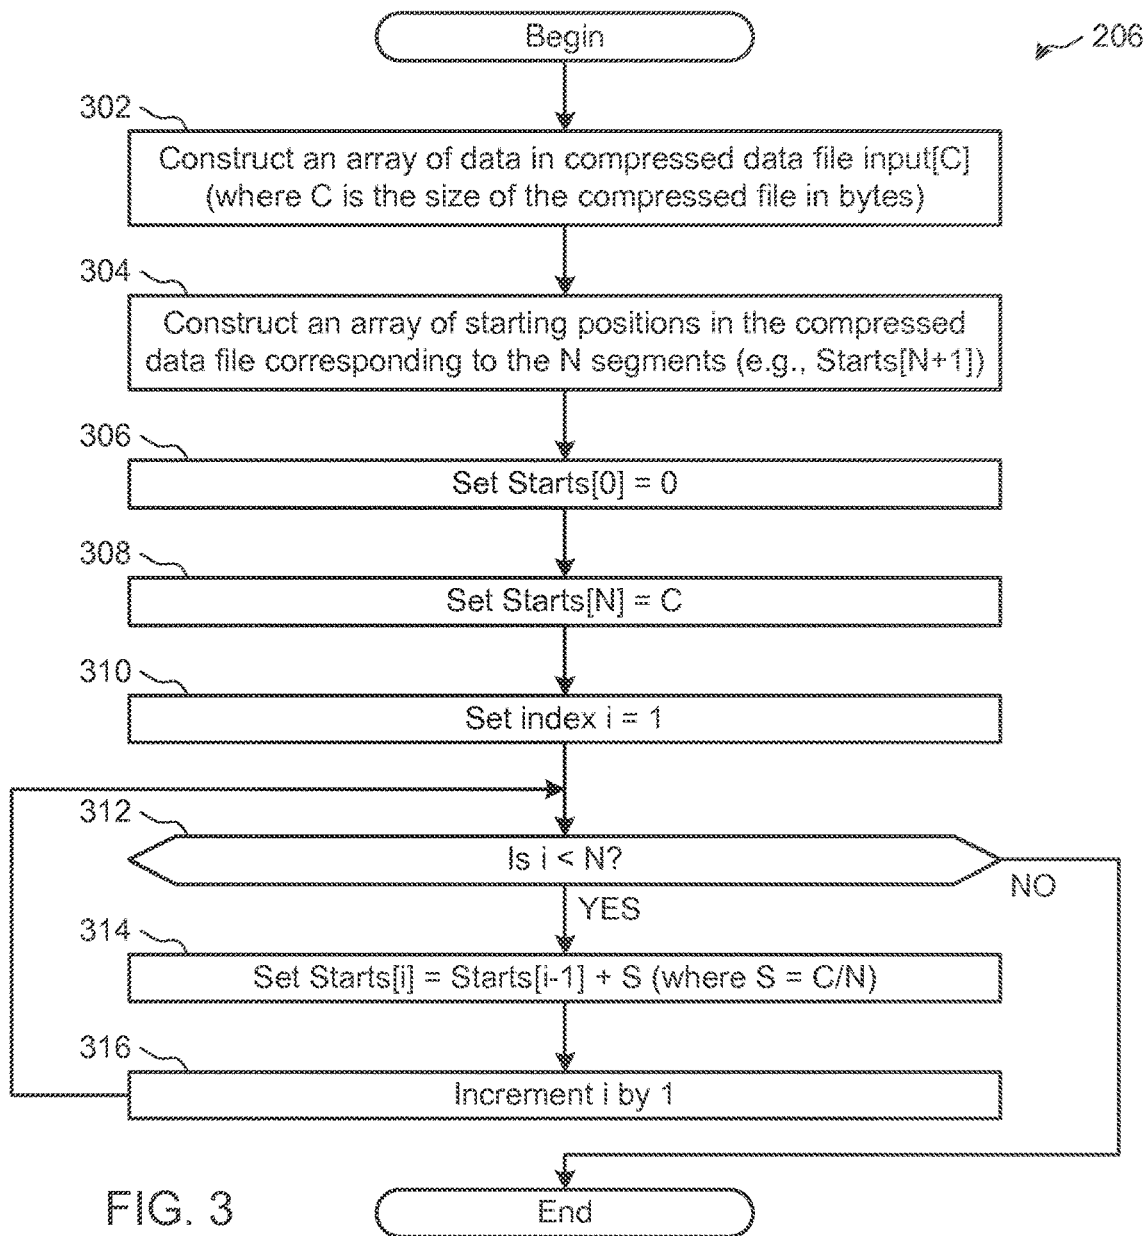 Begin
206
302
Construct an array of data in compressed data file input[C]
(where C is the size of the compressed file in bytes)
304
Construct an array of starting positions in the compressed
data file corresponding to the N segments (e.g., Starts[N+1])
306
Set Starts[0] = 0
308
Set Starts[N] = C
310
Set index i = 1
312
Is i < N?
NO
YES
314
Set Starts[i] = Starts[i-1] + S (where S = C/N)
316
Increment i by 1
End
FIG. 3